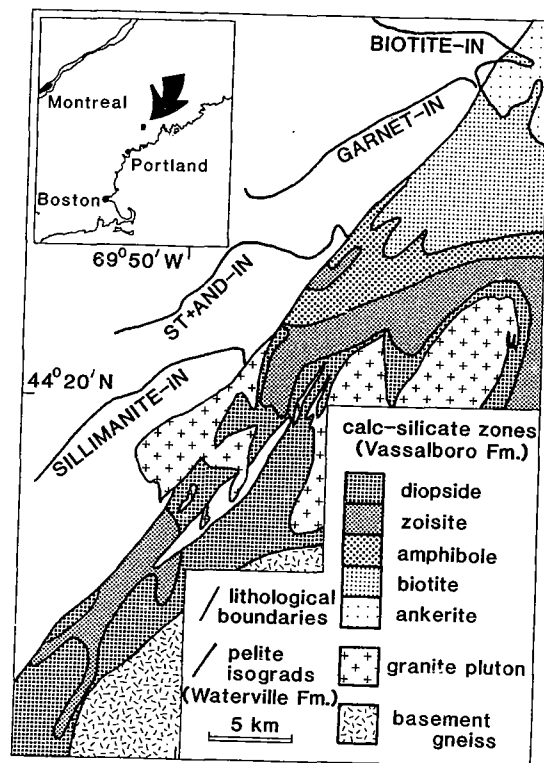 BIOTITE-IN
Montreal
GARNET-IN
Portland
Boston
69°50'W
ST+AND-IN
44°20'N
SILLIMANITE-IN
calc-silicate zones
(Vassalboro Fm.)
diopside
zoisite
amphibole
biotite
ankerite
lithological
boundaries
pelite
isograds
(Waterville Fm.)
5 km
granite pluton
basement
gneiss